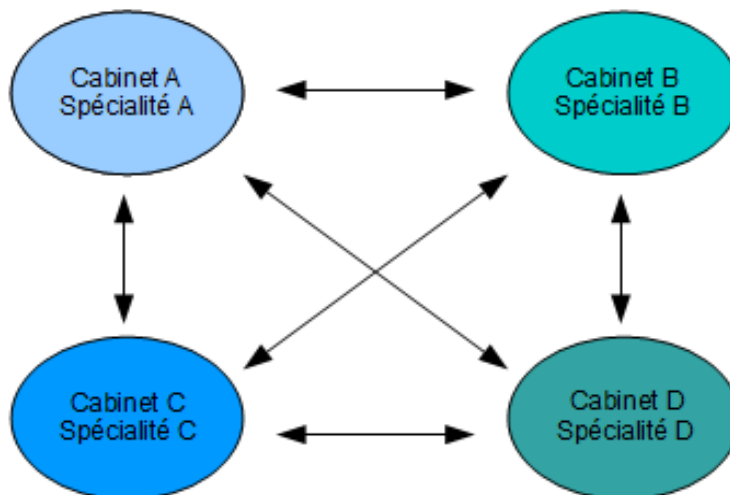 Cabinet A
Spécialité A
Cabinet B
Spécialité B
Cabinet C
Spécialité C
Cabinet D
Spécialité D